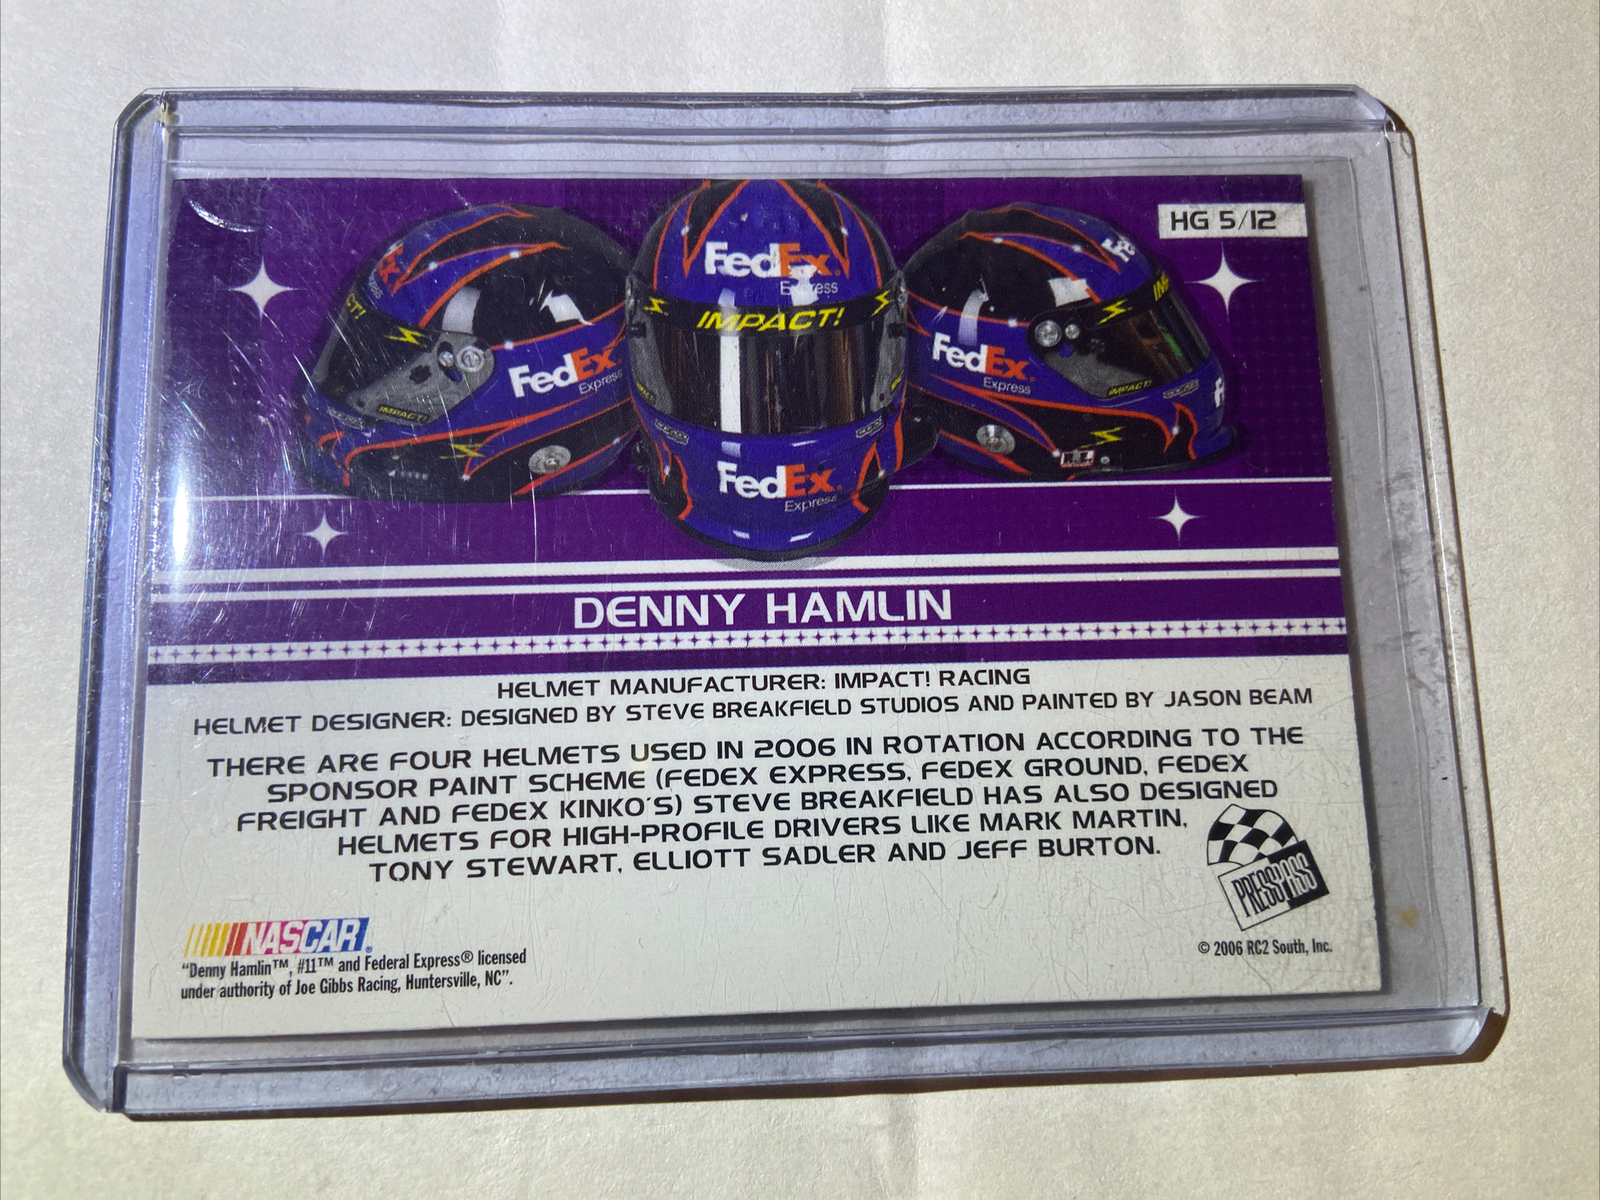 HG 5/12
FedEx
Express
IMPACT!
FedEx
Express
IMPACT!
FedEx
Express
IMPACT!
FedEx
Express
DENNY HAMLIN
HELMET MANUFACTURER: IMPACT! RACING
HELMET DESIGNER: DESIGNED BY STEVE BREAKFIELD STUDIOS AND PAINTED BY JASON BEAM
THERE ARE FOUR HELMETS USED IN 2006 IN ROTATION ACCORDING TO THE
SPONSOR PAINT SCHEME (FEDEX EXPRESS, FEDEX GROUND, FEDEX
FREIGHT AND FEDEX KINKO'S) STEVE BREAKFIELD HAS ALSO DESIGNED
HELMETS FOR HIGH-PROFILE DRIVERS LIKE MARK MARTIN,
TONY STEWART, ELLIOTT SADLER AND JEFF BURTON.
PRESS PASS
NASCAR®
"Denny Hamlin™, #11™ and Federal Express® licensed
under authority of Joe Gibbs Racing, Huntersville, NC".
© 2006 RC2 South, Inc.